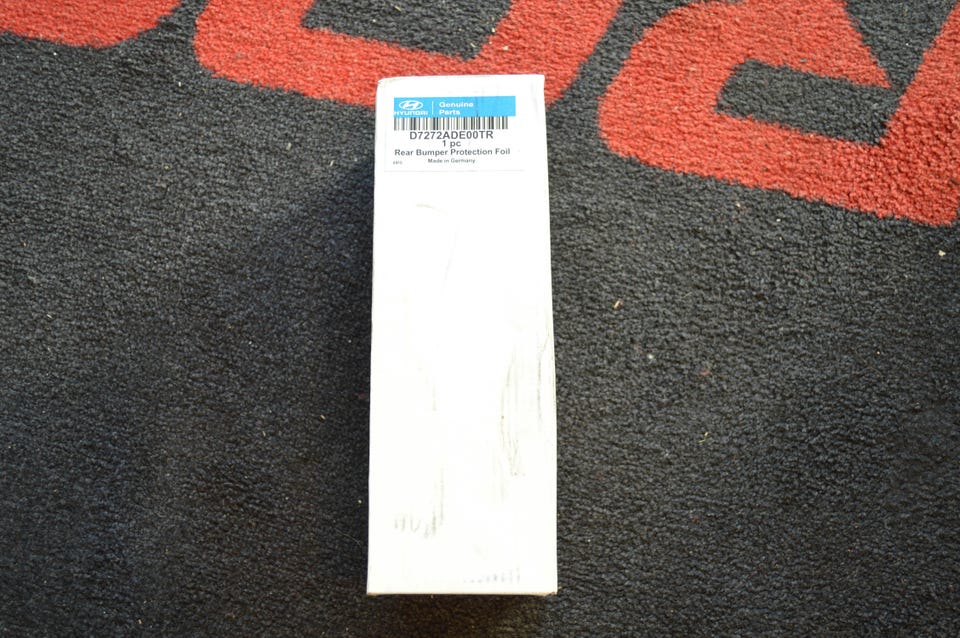 HYUNDAI
Genuine
Parts
D7272ADE00TR
1 pc
Rear Bumper Protection Foil
Made in Germany